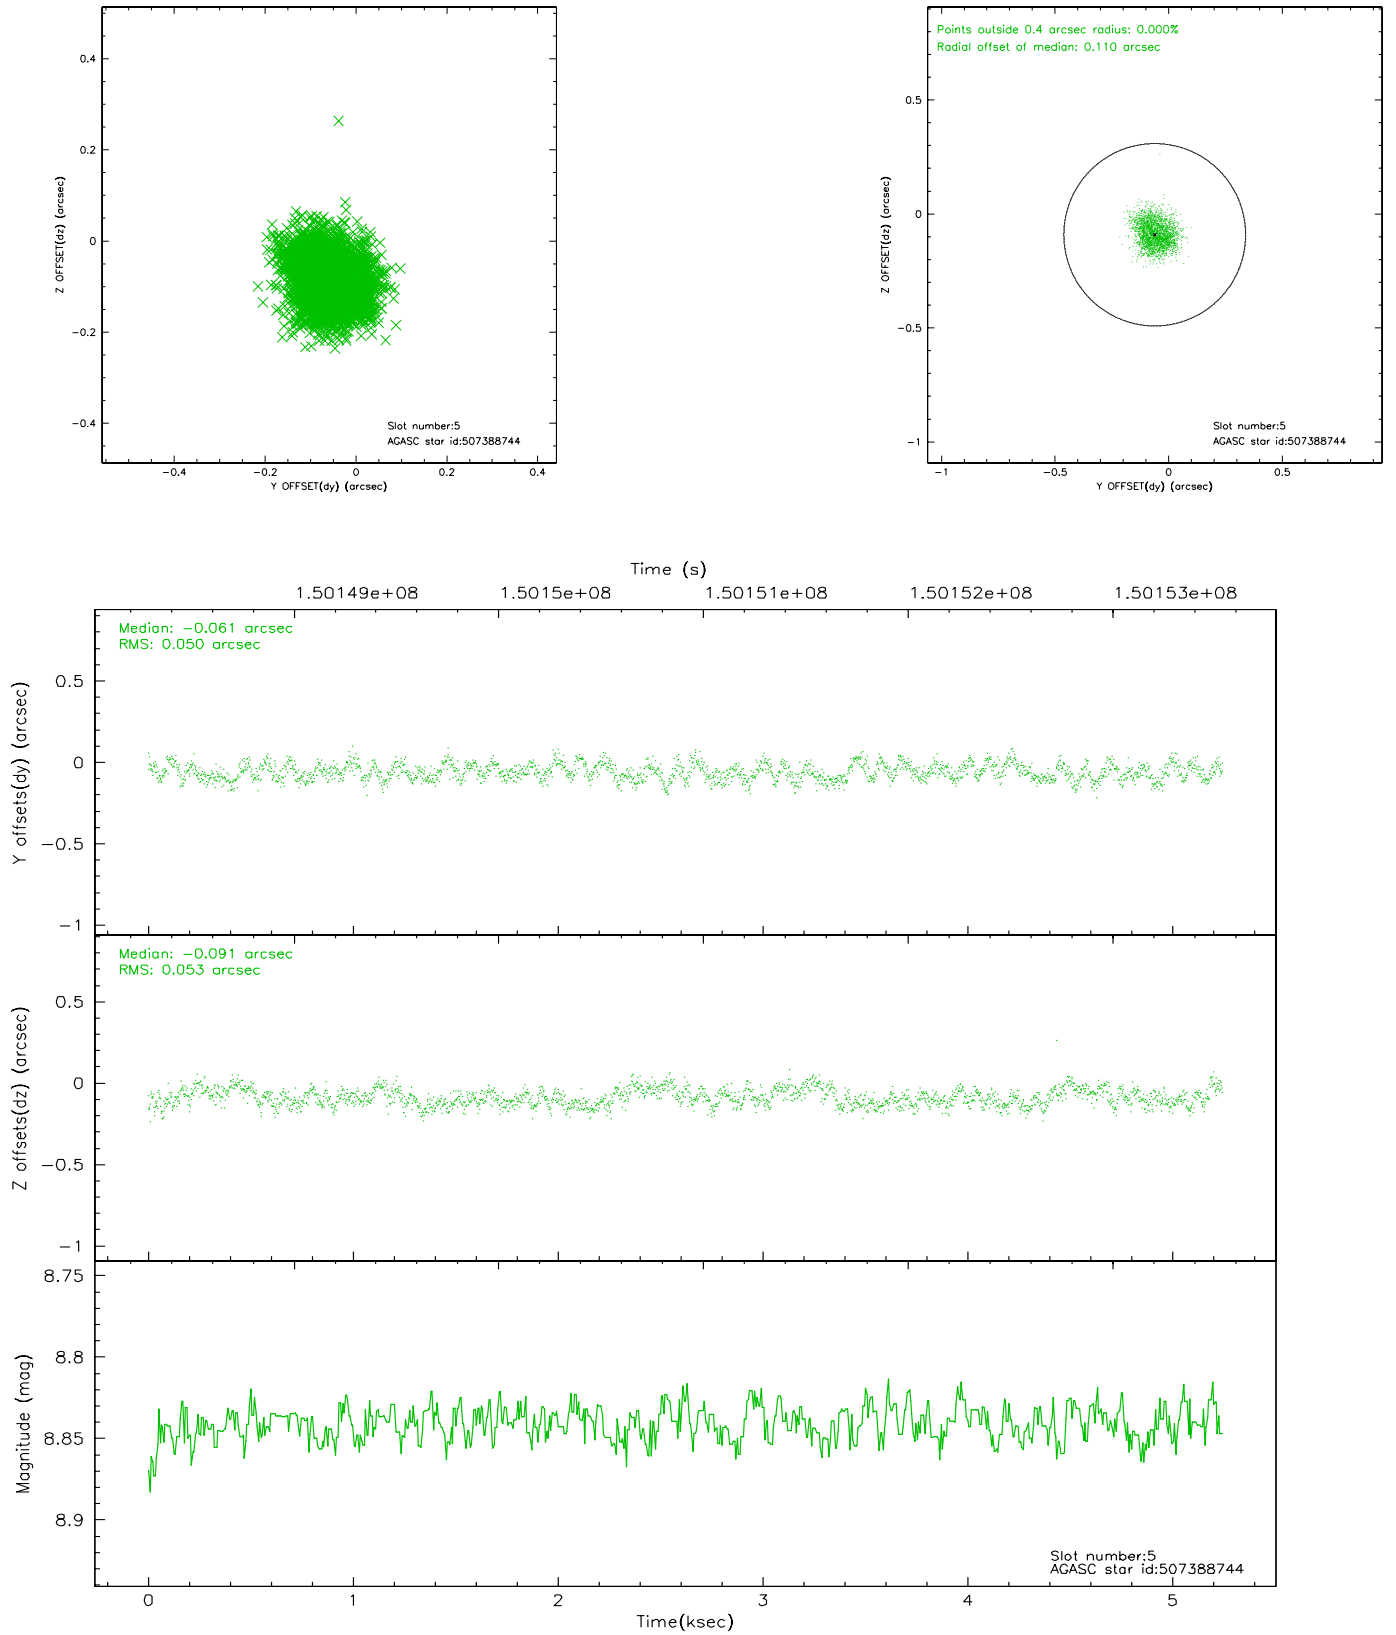 0.4
0.2
0
-0.2
-0.4
Z OFFSET(dz) (arcsec)
Slot number:5
AGASC star id:507388744
-0.4 -0.2 0 0.2 0.4
Y OFFSET(dy) (arcsec)
Points outside 0.4 arcsec radius: 0.000%
Radial offset of median: 0.110 arcsec
0.5
0
-0.5
-1
Z OFFSET(dz) (arcsec)
Slot number:5
AGASC star id:507388744
-1 -0.5 0 0.5
Y OFFSET(dy) (arcsec)
Time (s)
1.50149e+08 1.5015e+08 1.50151e+08 1.50152e+08 1.50153e+08
Median: -0.061 arcsec
RMS: 0.050 arcsec
0.5
0
-0.5
-1
Y offsets(dy) (arcsec)
Median: -0.091 arcsec
RMS: 0.053 arcsec
0.5
0
-0.5
-1
Z offsets(dz) (arcsec)
8.75
8.8
8.85
8.9
Magnitude (mag)
Slot number:5
AGASC star id:507388744
0 1 2 3 4 5
Time(ksec)